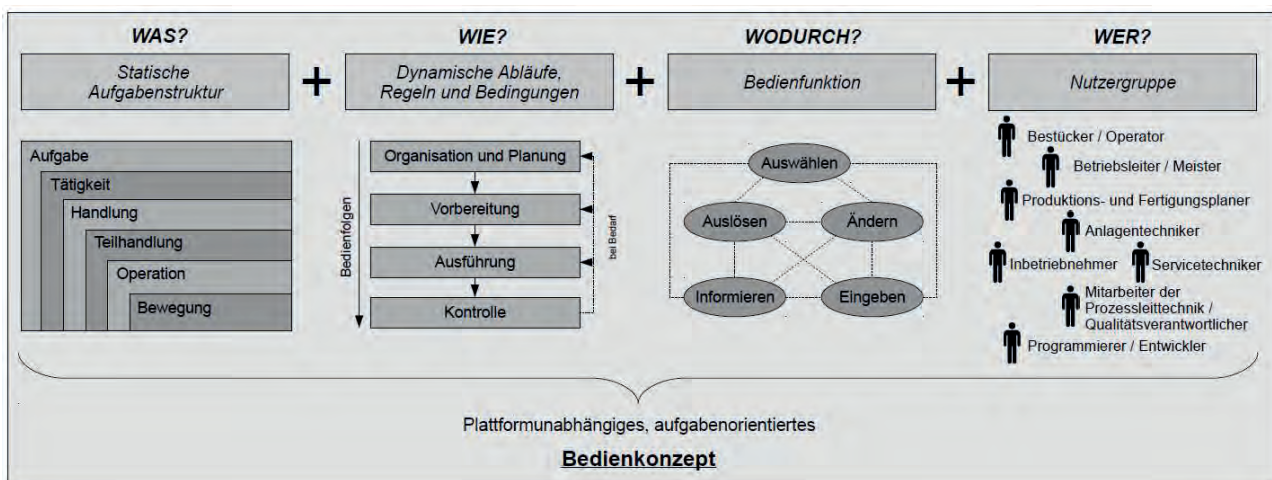 WAS?
Statische
Aufgabenstruktur
Aufgabe
Tätigkeit
Handlung
Teilhandlung
Operation
Bewegung
+
WIE?
Dynamische Abläufe,
Regeln und Bedingungen
Bedienfolgen
Organisation und Planung
Vorbereitung
Ausführung
Kontrolle
bei Bedarf
+
WODURCH?
Bedienfunktion
Auswählen
Auslösen
Ändern
Informieren
Eingeben
+
WER?
Nutzergruppe
Bestücker / Operator
Betriebsleiter / Meister
Produktions- und Fertigungsplaner
Anlagentechniker
Inbetriebnehmer
Servicetechniker
Mitarbeiter der
Prozessleittechnik /
Qualitätsverantwortlicher
Programmierer / Entwickler
Plattformunabhängiges, aufgabenorientiertes
Bedienkonzept